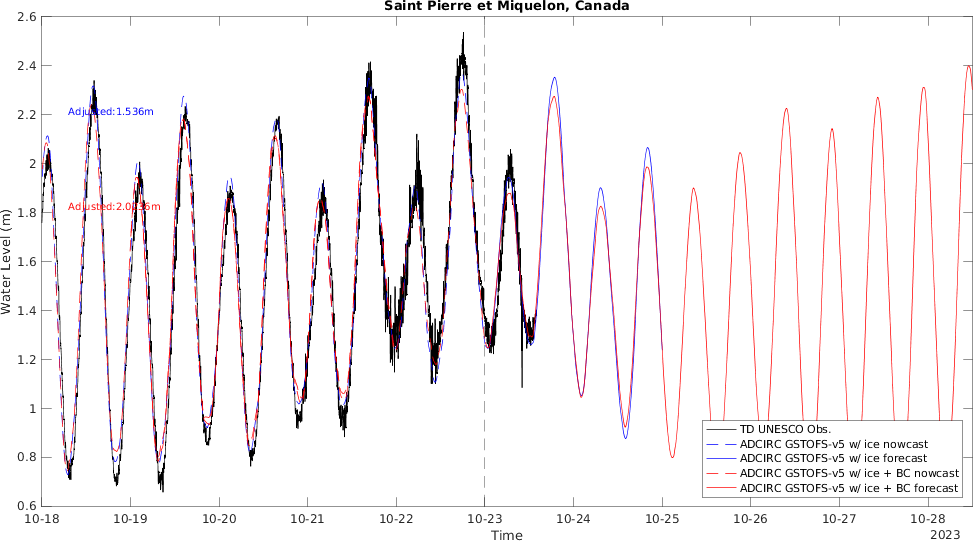 Saint Pierre et Miquelon, Canada
2.6
2.4
2.2
2
1.8
1.6
1.4
1.2
1
0.8
0.6
Water Level (m)
Adjusted:1.536m
TD UNESCO Obs.
ADCIRC GSTOFS-v5 w/ ice nowcast
ADCIRC GSTOFS-v5 w/ ice forecast
ADCIRC GSTOFS-v5 w/ ice + BC nowcast
ADCIRC GSTOFS-v5 w/ ice + BC forecast
10-18 10-19 10-20 10-21 10-22 10-23 10-24 10-25 10-26 10-27 10-28
2023
Time